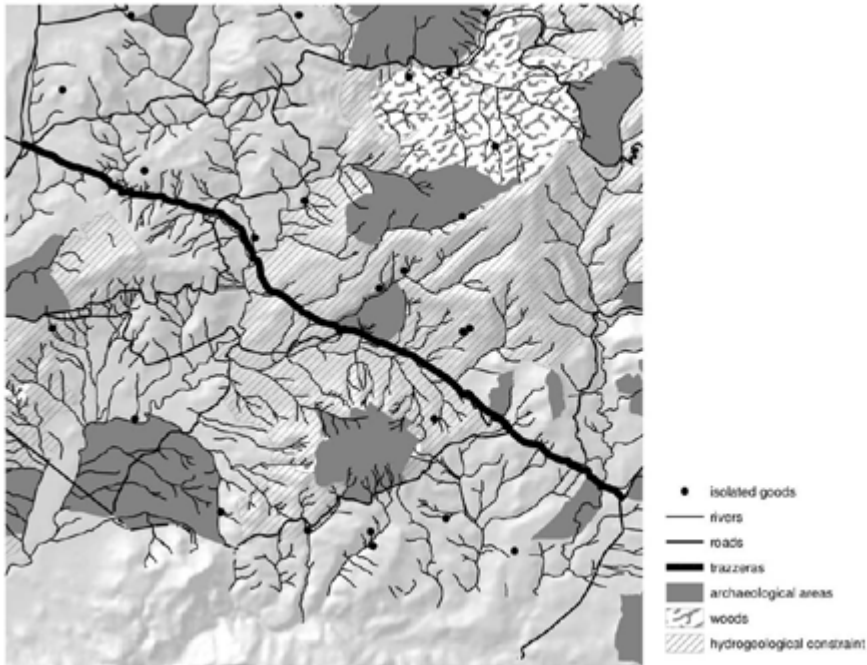 isolated goods
rivers
roads
trazzeras
archaeological areas
woods
hydrogeological constraint